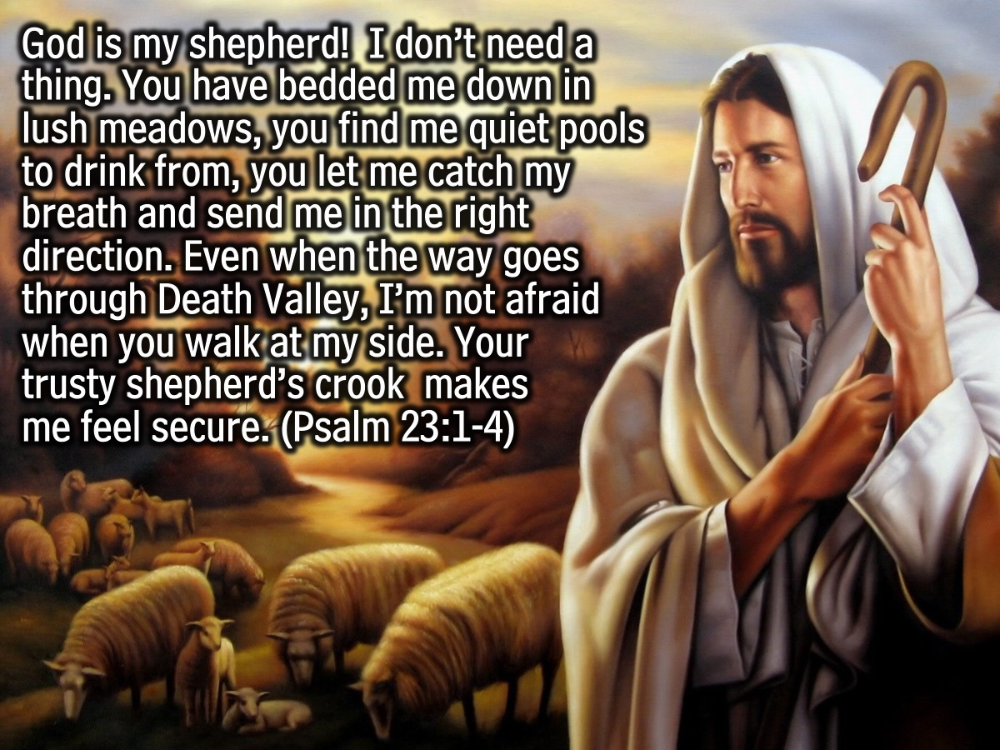 God is my shepherd!  I don’t need a
thing. You have bedded me down in
lush meadows, you find me quiet pools
to drink from, you let me catch my
breath and send me in the right
direction. Even when the way goes
through Death Valley, I’m not afraid
when you walk at my side. Your
trusty shepherd’s crook  makes
me feel secure. (Psalm 23:1-4)